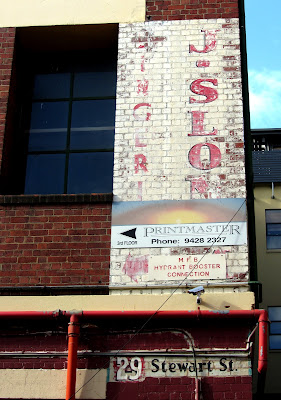 J. SLO
PRINTMASTER
3rd FLOOR Phone: 9428 2327
M.F.B
HYDRANT BOOSTER
CONNECTION
29 Stewart St.